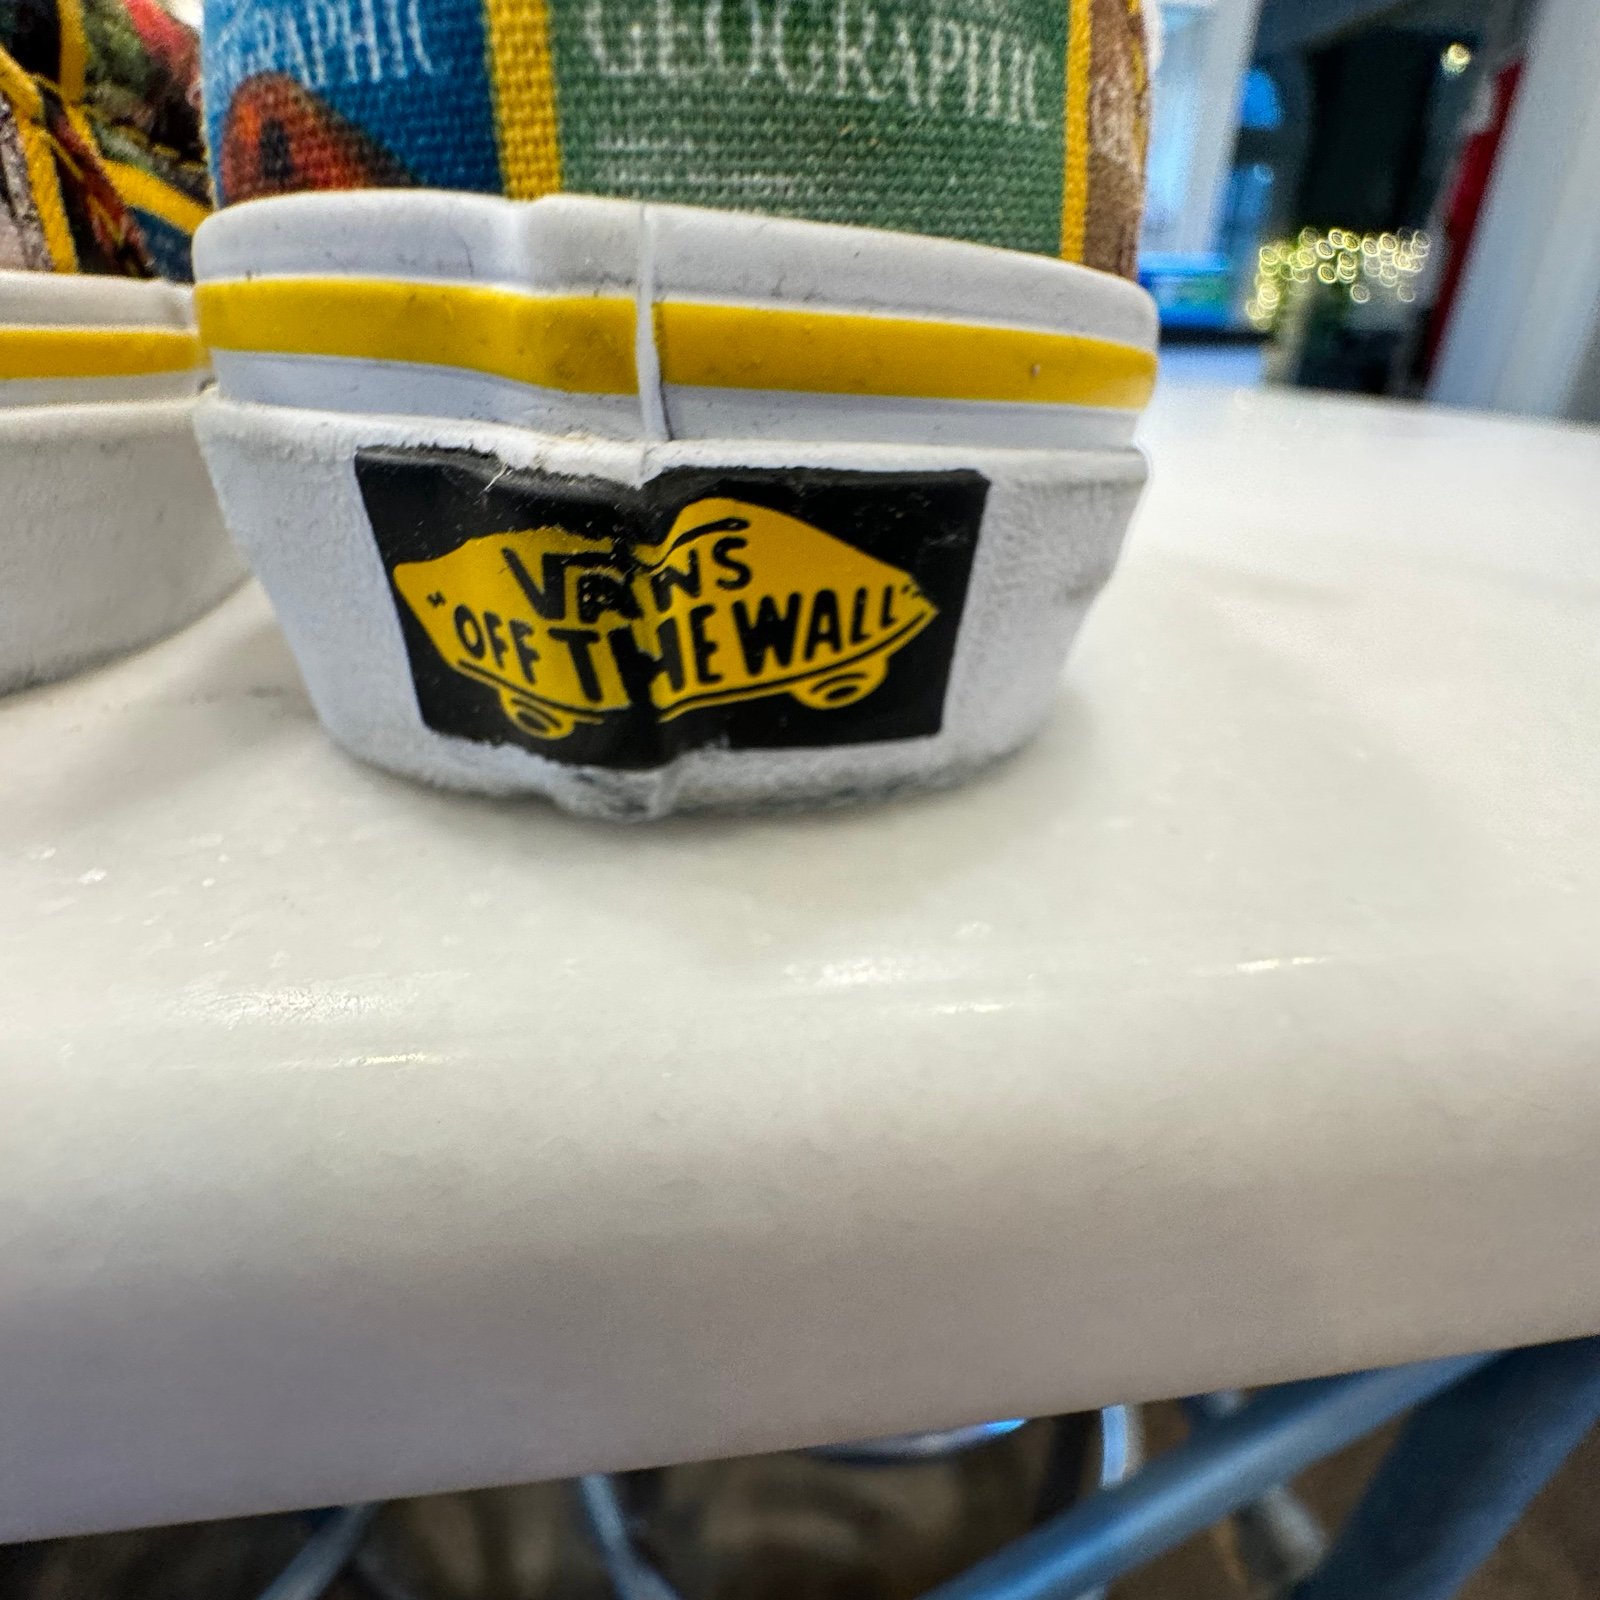 GRAPHIC
GEOGRAPHIC
VANS
"OFF THE WALL"